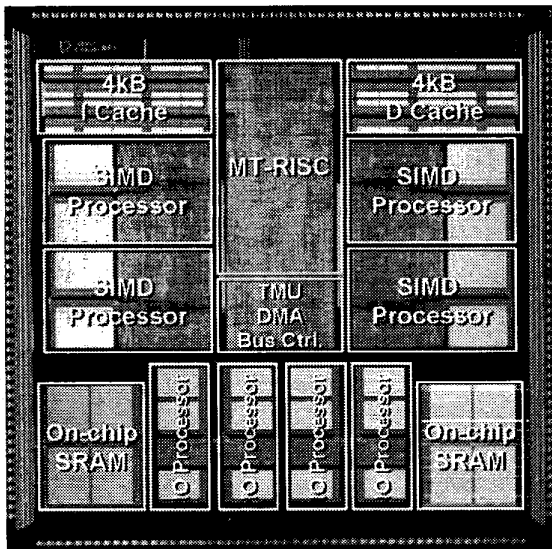 4kB
I Cache
MT-RISC
4kB
D Cache
SIMD
Processor
SIMD
Processor
SIMD
Processor
SIMD
Processor
TMU
DMA
Bus Ctrl.
On-chip
SRAM
IO Processor
IO Processor
IO Processor
IO Processor
On-chip
SRAM